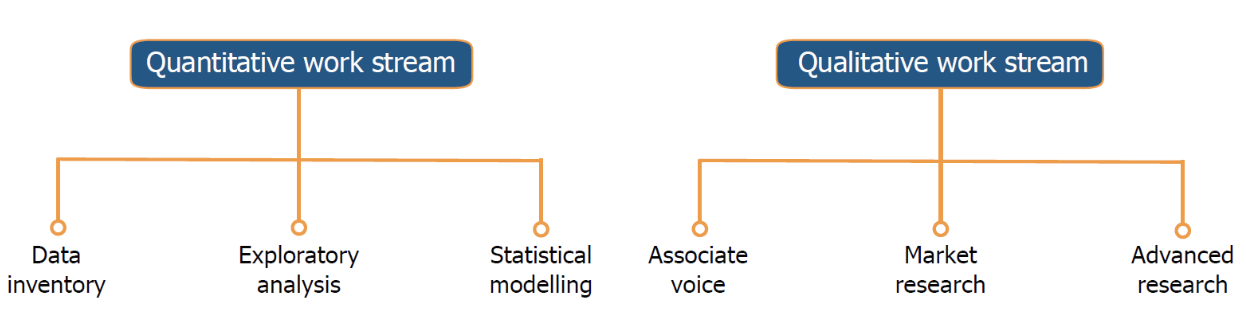 Quantitative work stream
Qualitative work stream
Data
inventory
Exploratory
analysis
Statistical
modelling
Associate
voice
Market
research
Advanced
research